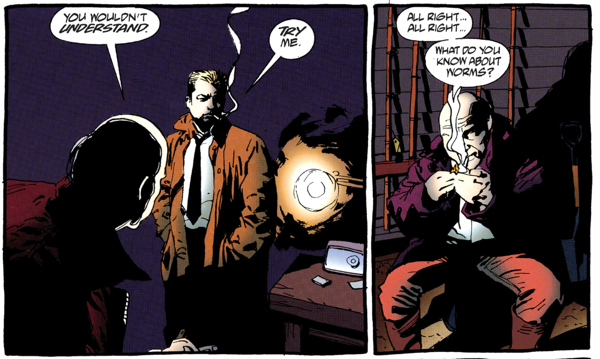 YOU WOULDN'T
UNDERSTAND.
TRY
ME.
ALL RIGHT...
ALL RIGHT...
WHAT DO YOU
KNOW ABOUT
WORMS?